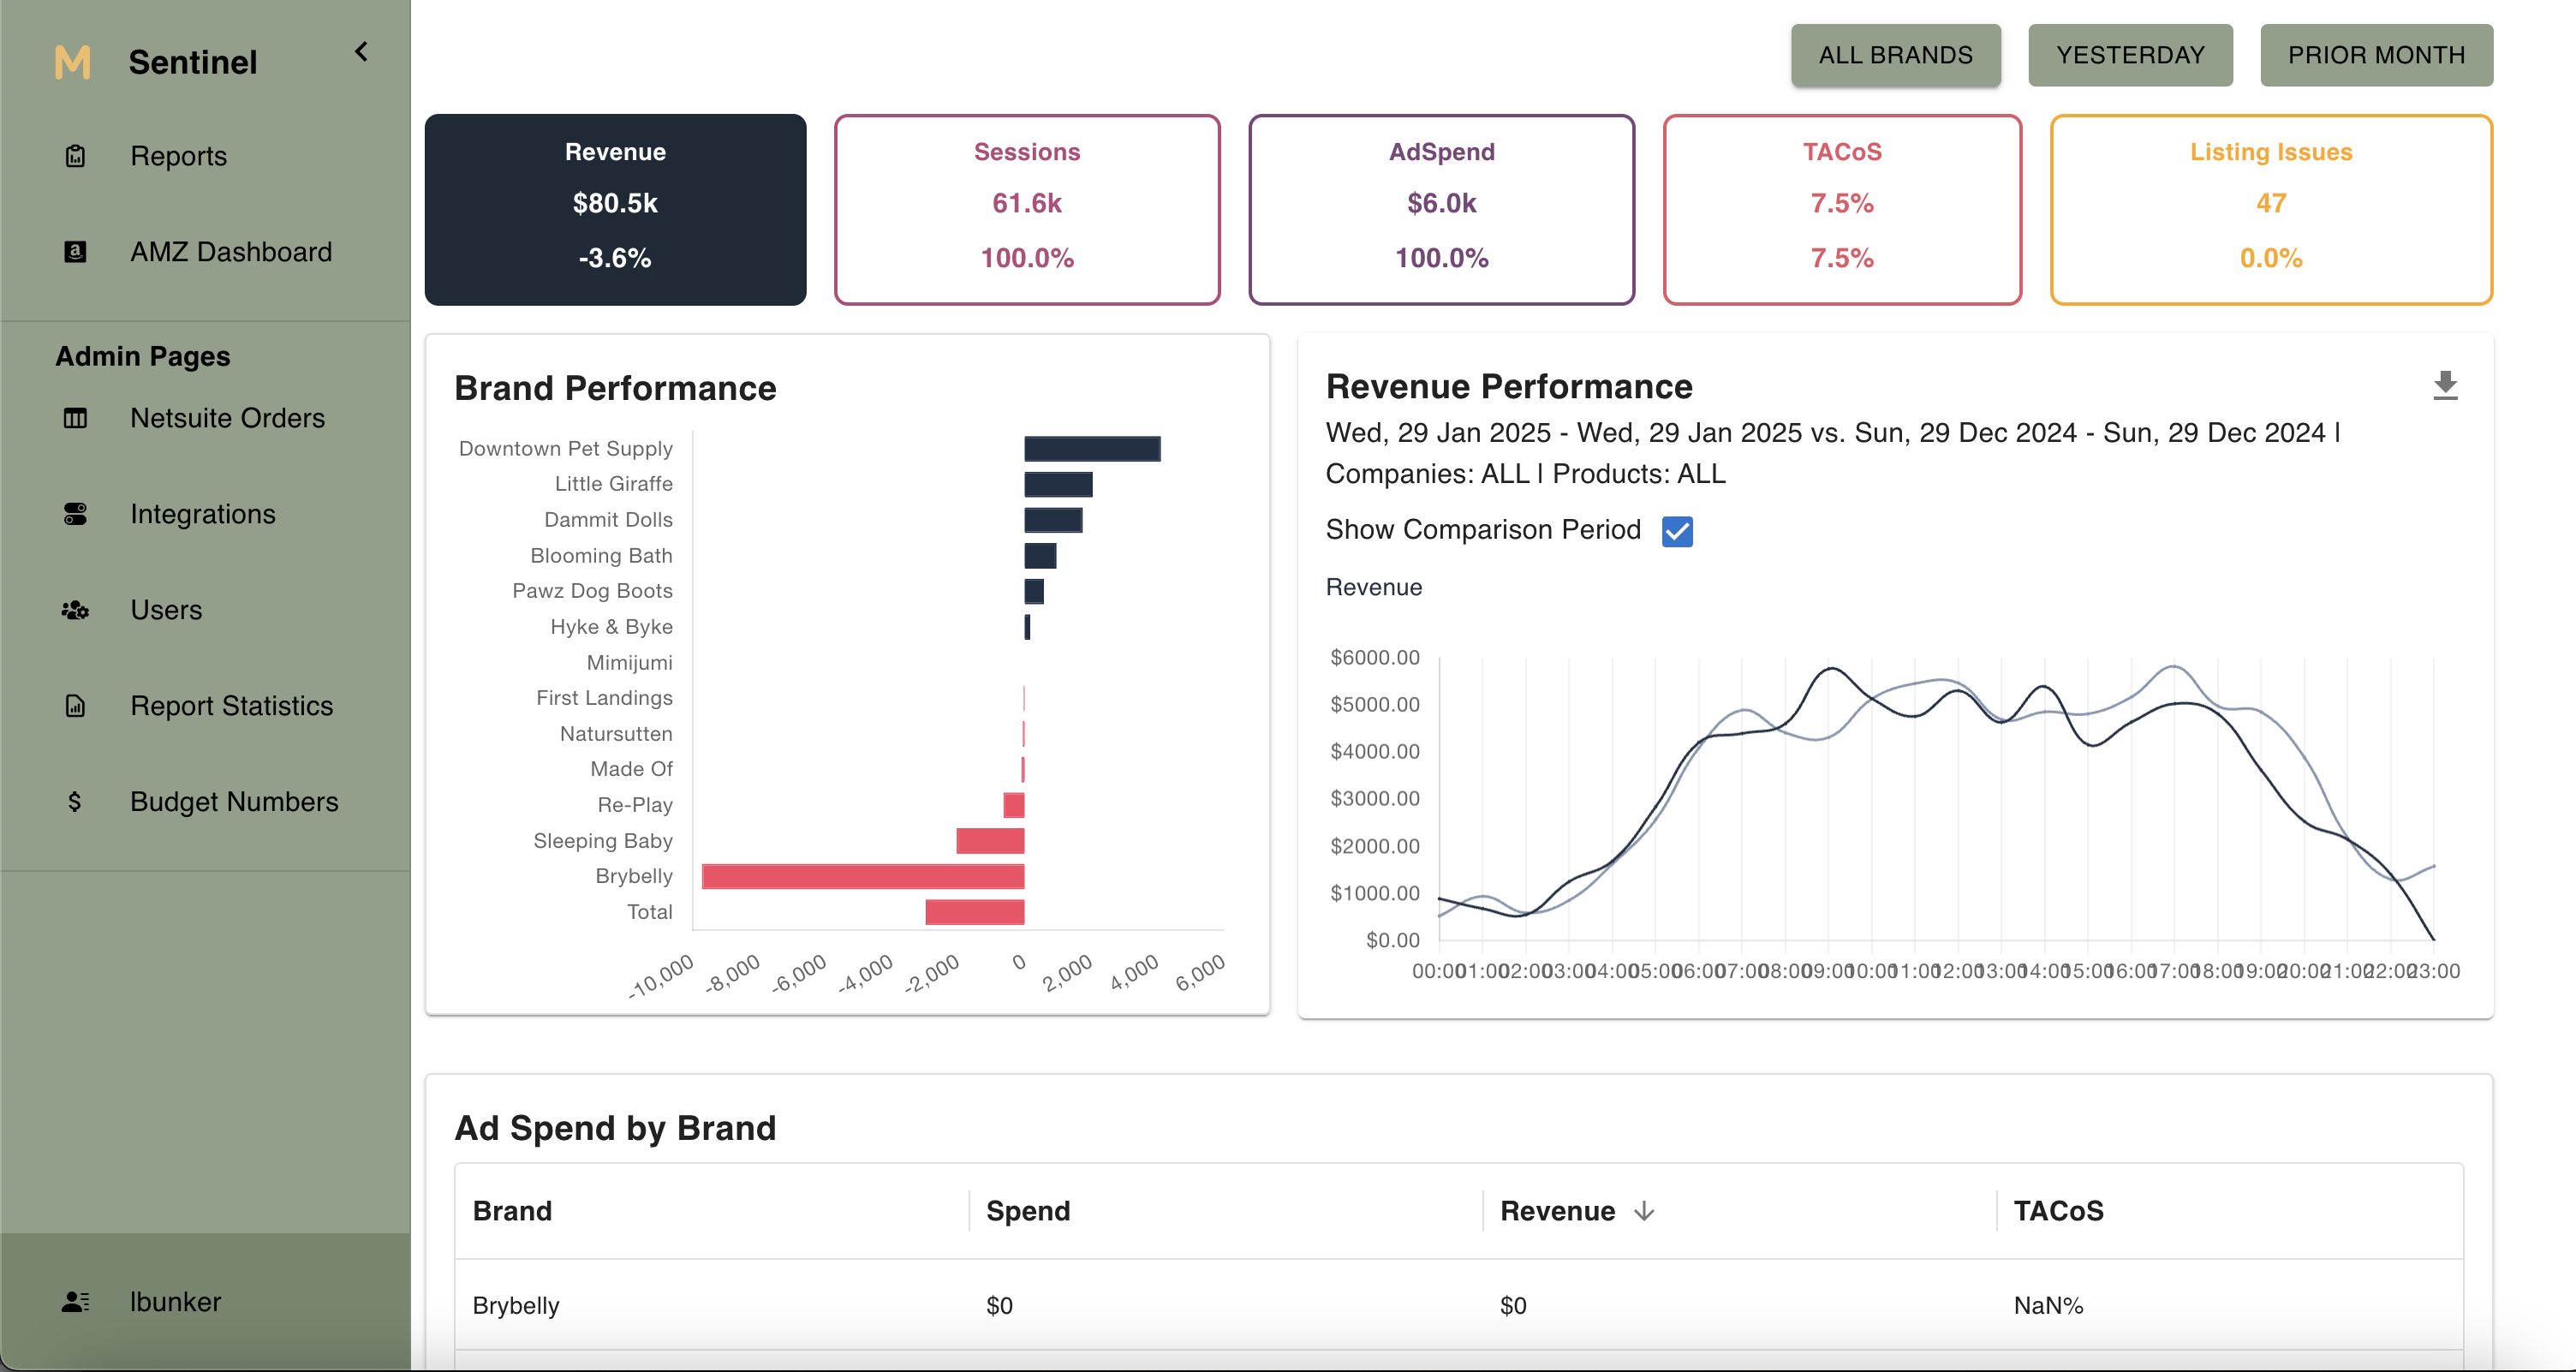 M Sentinel
Reports
AMZ Dashboard
Admin Pages
Netsuite Orders
Integrations
Users
Report Statistics
Budget Numbers
lbunker
ALL BRANDS YESTERDAY PRIOR MONTH
Revenue
$80.5k
-3.6%
Sessions
61.6k
100.0%
AdSpend
$6.0k
100.0%
TACoS
7.5%
7.5%
Listing Issues
47
0.0%
Brand Performance
Downtown Pet Supply
Little Giraffe
Dammit Dolls
Blooming Bath
Pawz Dog Boots
Hyke & Byke
Mimijumi
First Landings
Natursutten
Made Of
Re-Play
Sleeping Baby
Brybelly
Total
-10,000 -8,000 -6,000 -4,000 -2,000 0 2,000 4,000 6,000
Revenue Performance
Wed, 29 Jan 2025 - Wed, 29 Jan 2025 vs. Sun, 29 Dec 2024 - Sun, 29 Dec 2024 |
Companies: ALL | Products: ALL
Show Comparison Period
Revenue
$6000.00
$5000.00
$4000.00
$3000.00
$2000.00
$1000.00
$0.00
00:00 01:00 02:00 03:00 04:00 05:00 06:00 07:00 08:00 09:00 10:00 11:00 12:00 13:00 14:00 15:00 16:00 17:00 18:00 19:00 20:00 21:00 22:00 23:00
Ad Spend by Brand
Brand Spend Revenue TACoS
Brybelly $0 $0 NaN%